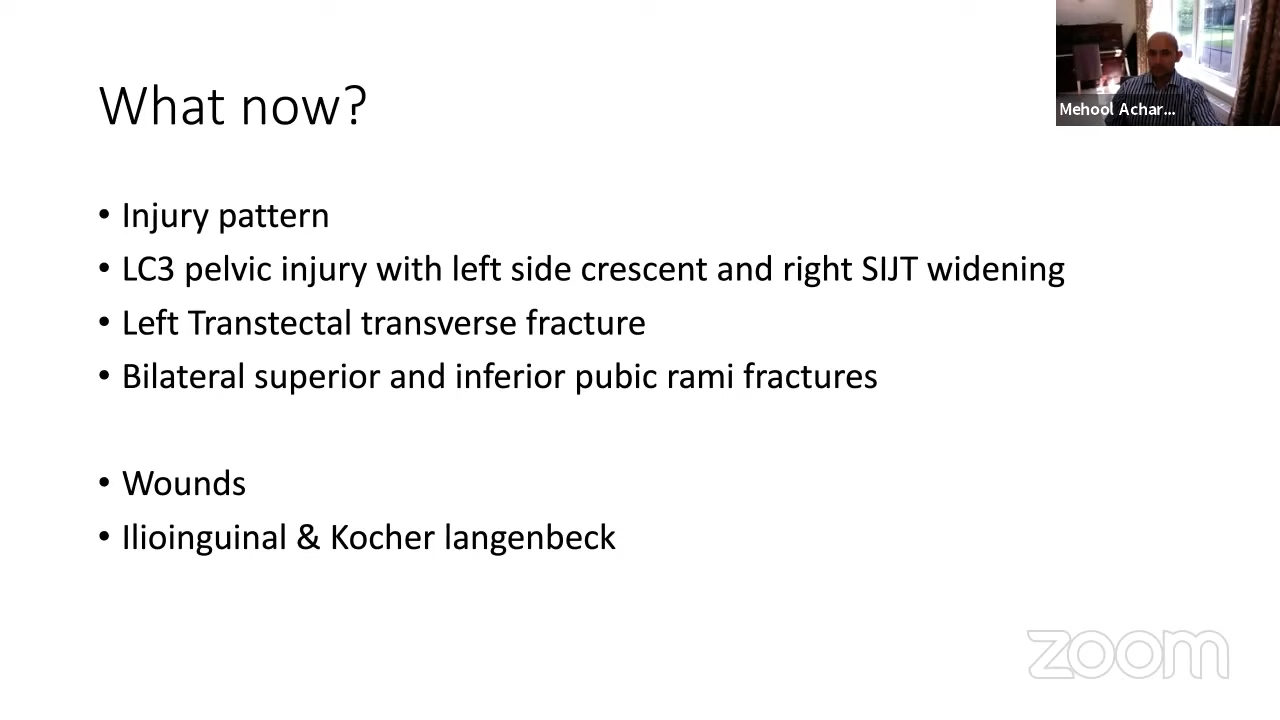 Mehool Achar...
What now?
• Injury pattern
• LC3 pelvic injury with left side crescent and right SIJT widening
• Left Transtectal transverse fracture
• Bilateral superior and inferior pubic rami fractures
• Wounds
• Ilioinguinal & Kocher langenbeck
zoom